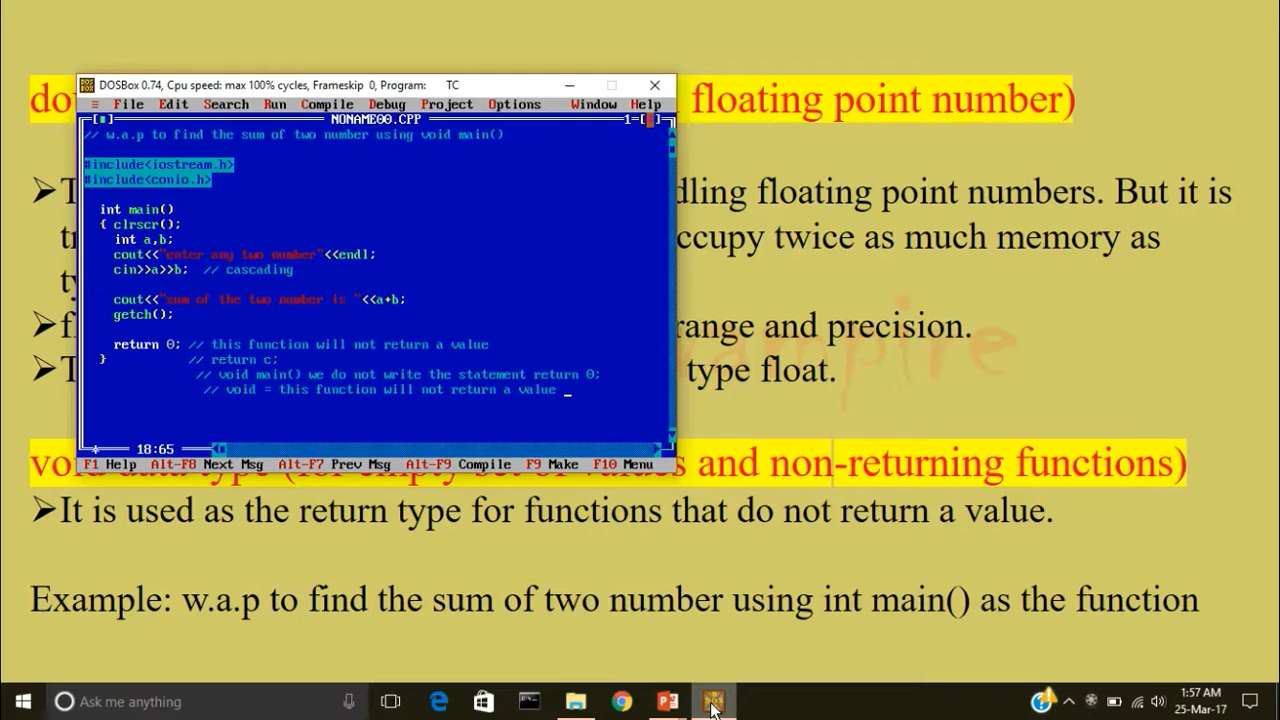 do
floating point number)
DOSBox 0.74, Cpu speed: max 100% cycles, Frameskip 0, Program: TC
File Edit Search Run Compile Debug Project Options Window Help
NONAME00.CPP 1
// w.a.p to find the sum of two number using void main()
#include<iostream.h>
#include<conio.h>
int main()
{ clrscr();
int a,b;
cout<<"enter any two number"<<endl;
cin>>a>>b; // cascading
cout<<"sum of the two number is "<<a+b;
getch();
return 0; // this function will not return a value
} // return c;
// void main() we do not write the statement return 0;
// void = this function will not return a value _
18:65
F1 Help Alt-F8 Next Msg Alt-F7 Prev Msg Alt-F9 Compile F9 Make F10 Menu
➢T dling floating point numbers. But it is
ccupy twice as much memory as
range and precision.
➢T type float.
s and non-returning functions)
➢It is used as the return type for functions that do not return a value.
Example: w.a.p to find the sum of two number using int main() as the function
Ask me anything
1:57 AM
25-Mar-17